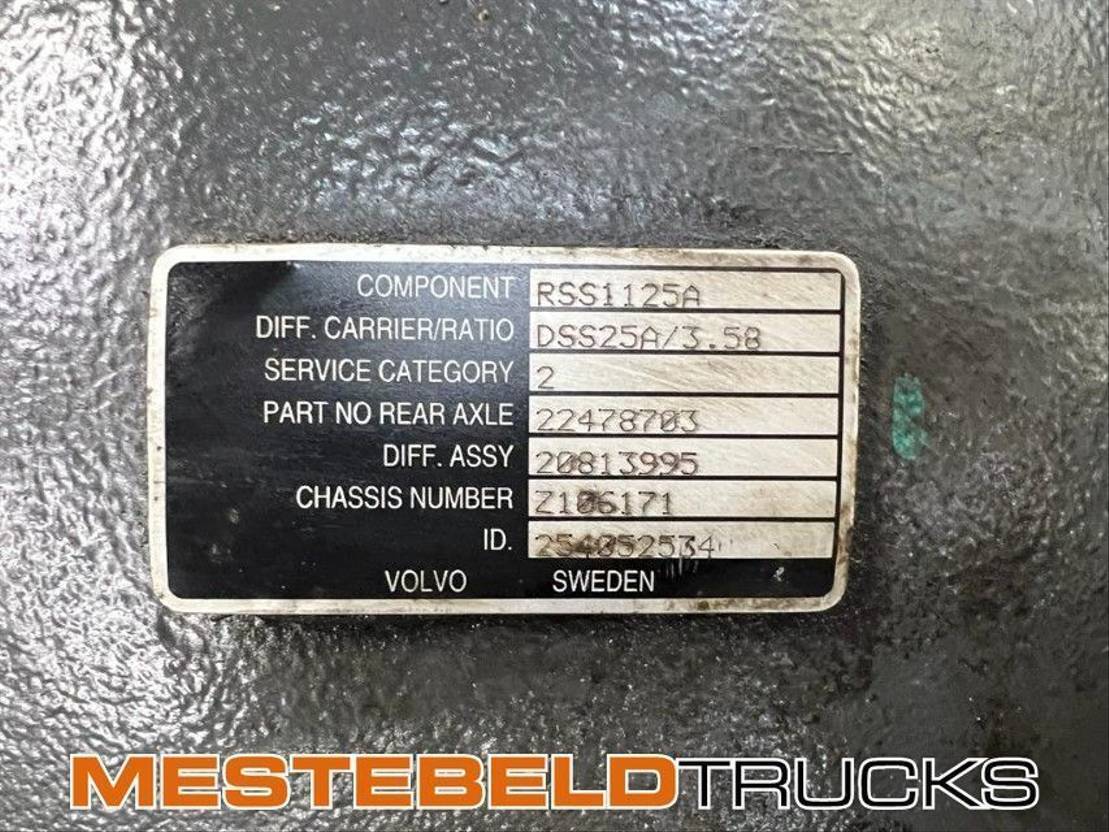 COMPONENT RSS1125A
DIFF. CARRIER/RATIO DSS25A/3.58
SERVICE CATEGORY 2
PART NO REAR AXLE 22478703
DIFF. ASSY 20813995
CHASSIS NUMBER Z106171
ID. 254052534
VOLVO SWEDEN
MESTEBELDTRUCKS